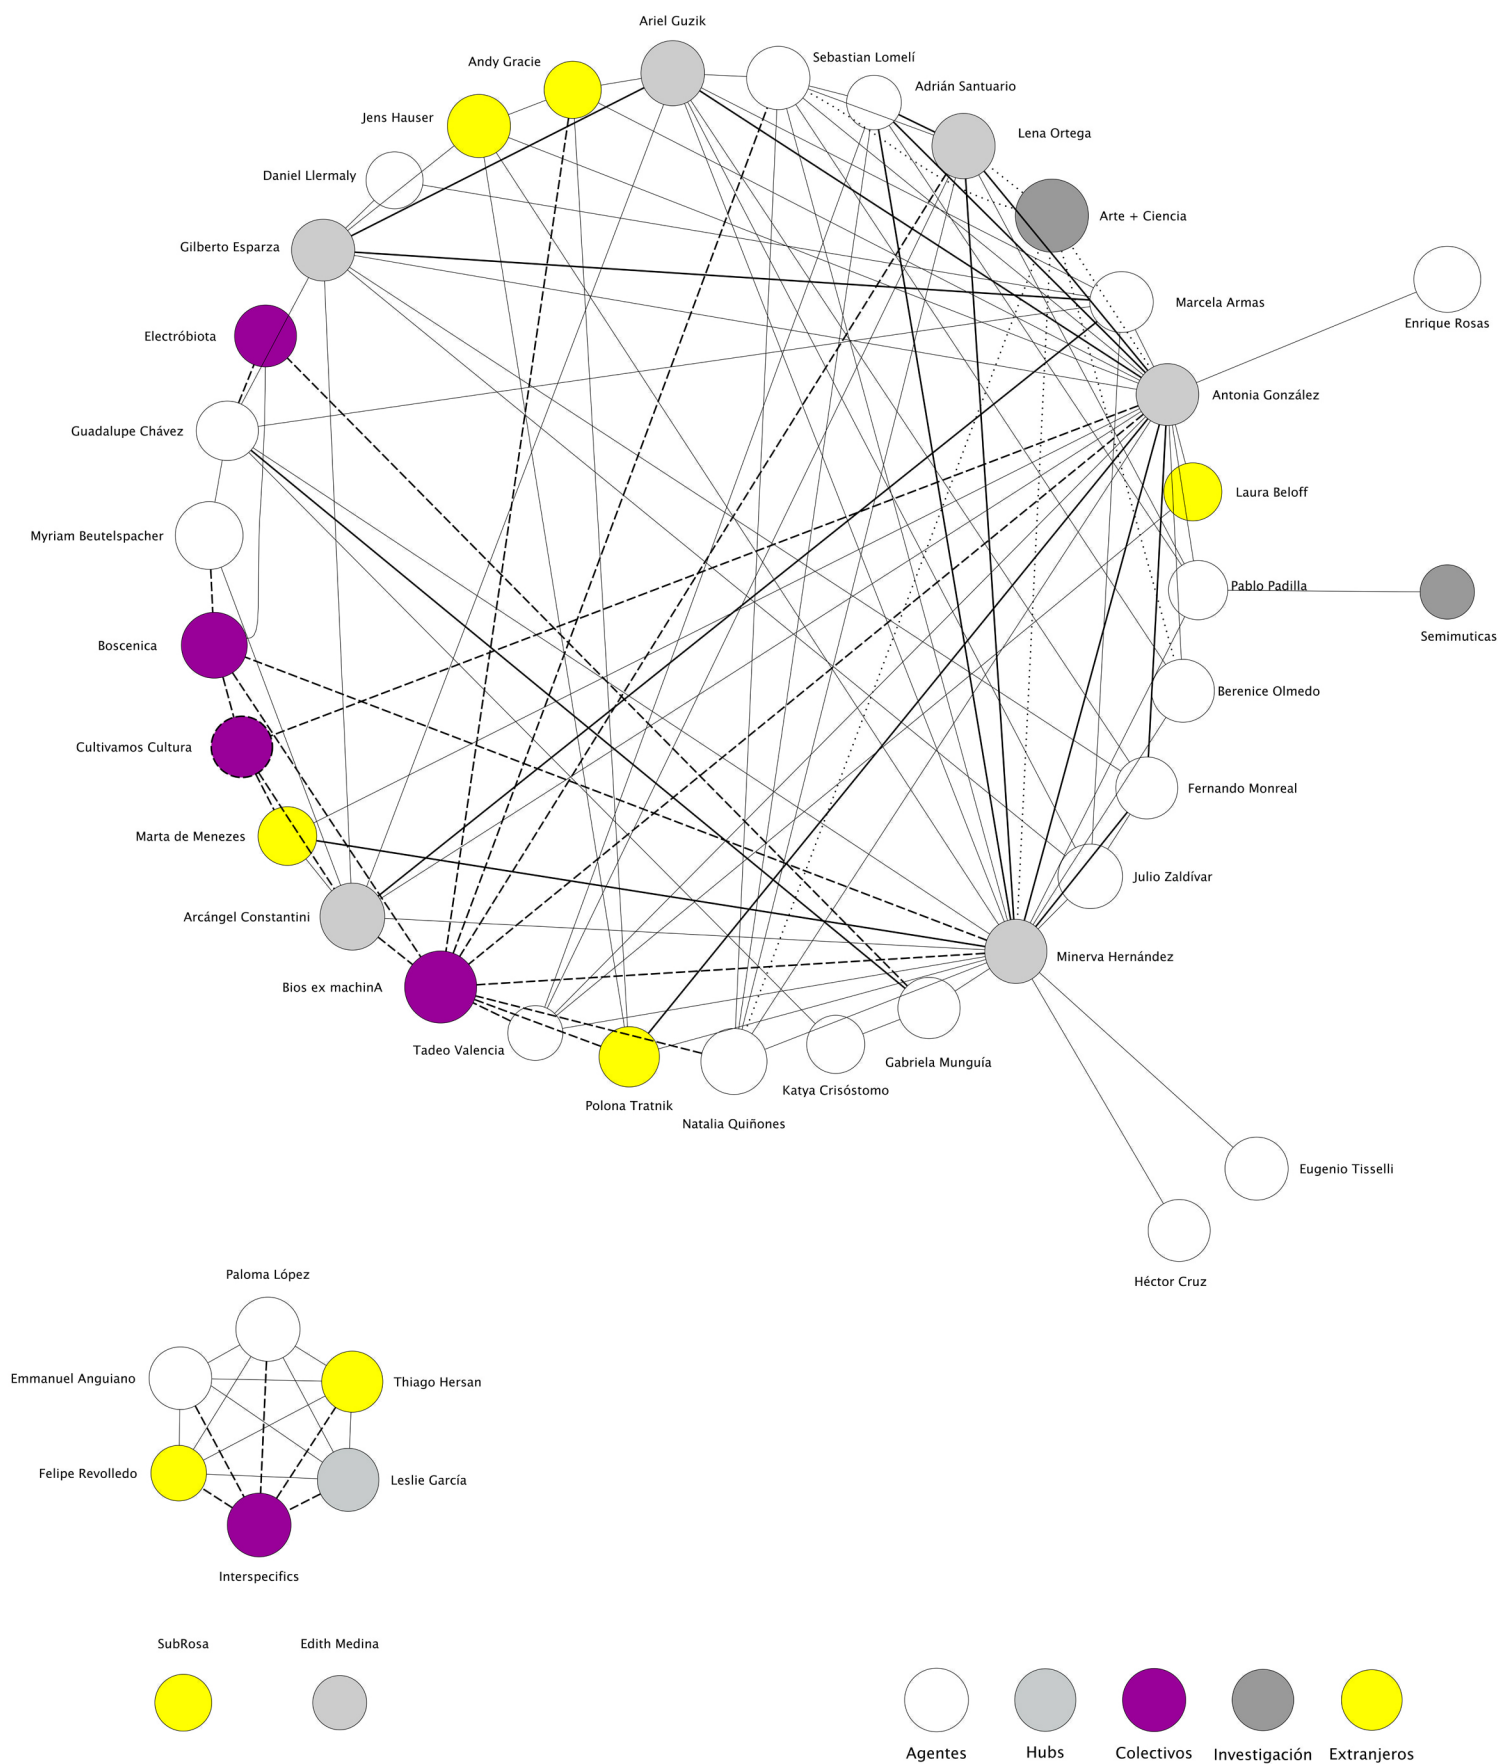 Ariel Guzik
Sebastian Lomelí
Andy Gracie
Adrián Santuario
Jens Hauser
Lena Ortega
Daniel Llermaly
Arte + Ciencia
Gilberto Esparza
Marcela Armas
Enrique Rosas
Electróbiota
Antonia González
Guadalupe Chávez
Laura Beloff
Myriam Beutelspacher
Pablo Padilla
Semimuticas
Boscenica
Berenice Olmedo
Cultivamos Cultura
Fernando Monreal
Marta de Menezes
Julio Zaldívar
Arcángel Constantini
Minerva Hernández
Bios ex machinA
Tadeo Valencia
Gabriela Munguía
Katya Crisóstomo
Polona Tratnik
Natalia Quiñones
Eugenio Tisselli
Héctor Cruz
Paloma López
Emmanuel Anguiano
Thiago Hersan
Felipe Revolledo
Leslie García
Interspecifics
SubRosa
Edith Medina
Agentes
Hubs
Colectivos
Investigación
Extranjeros